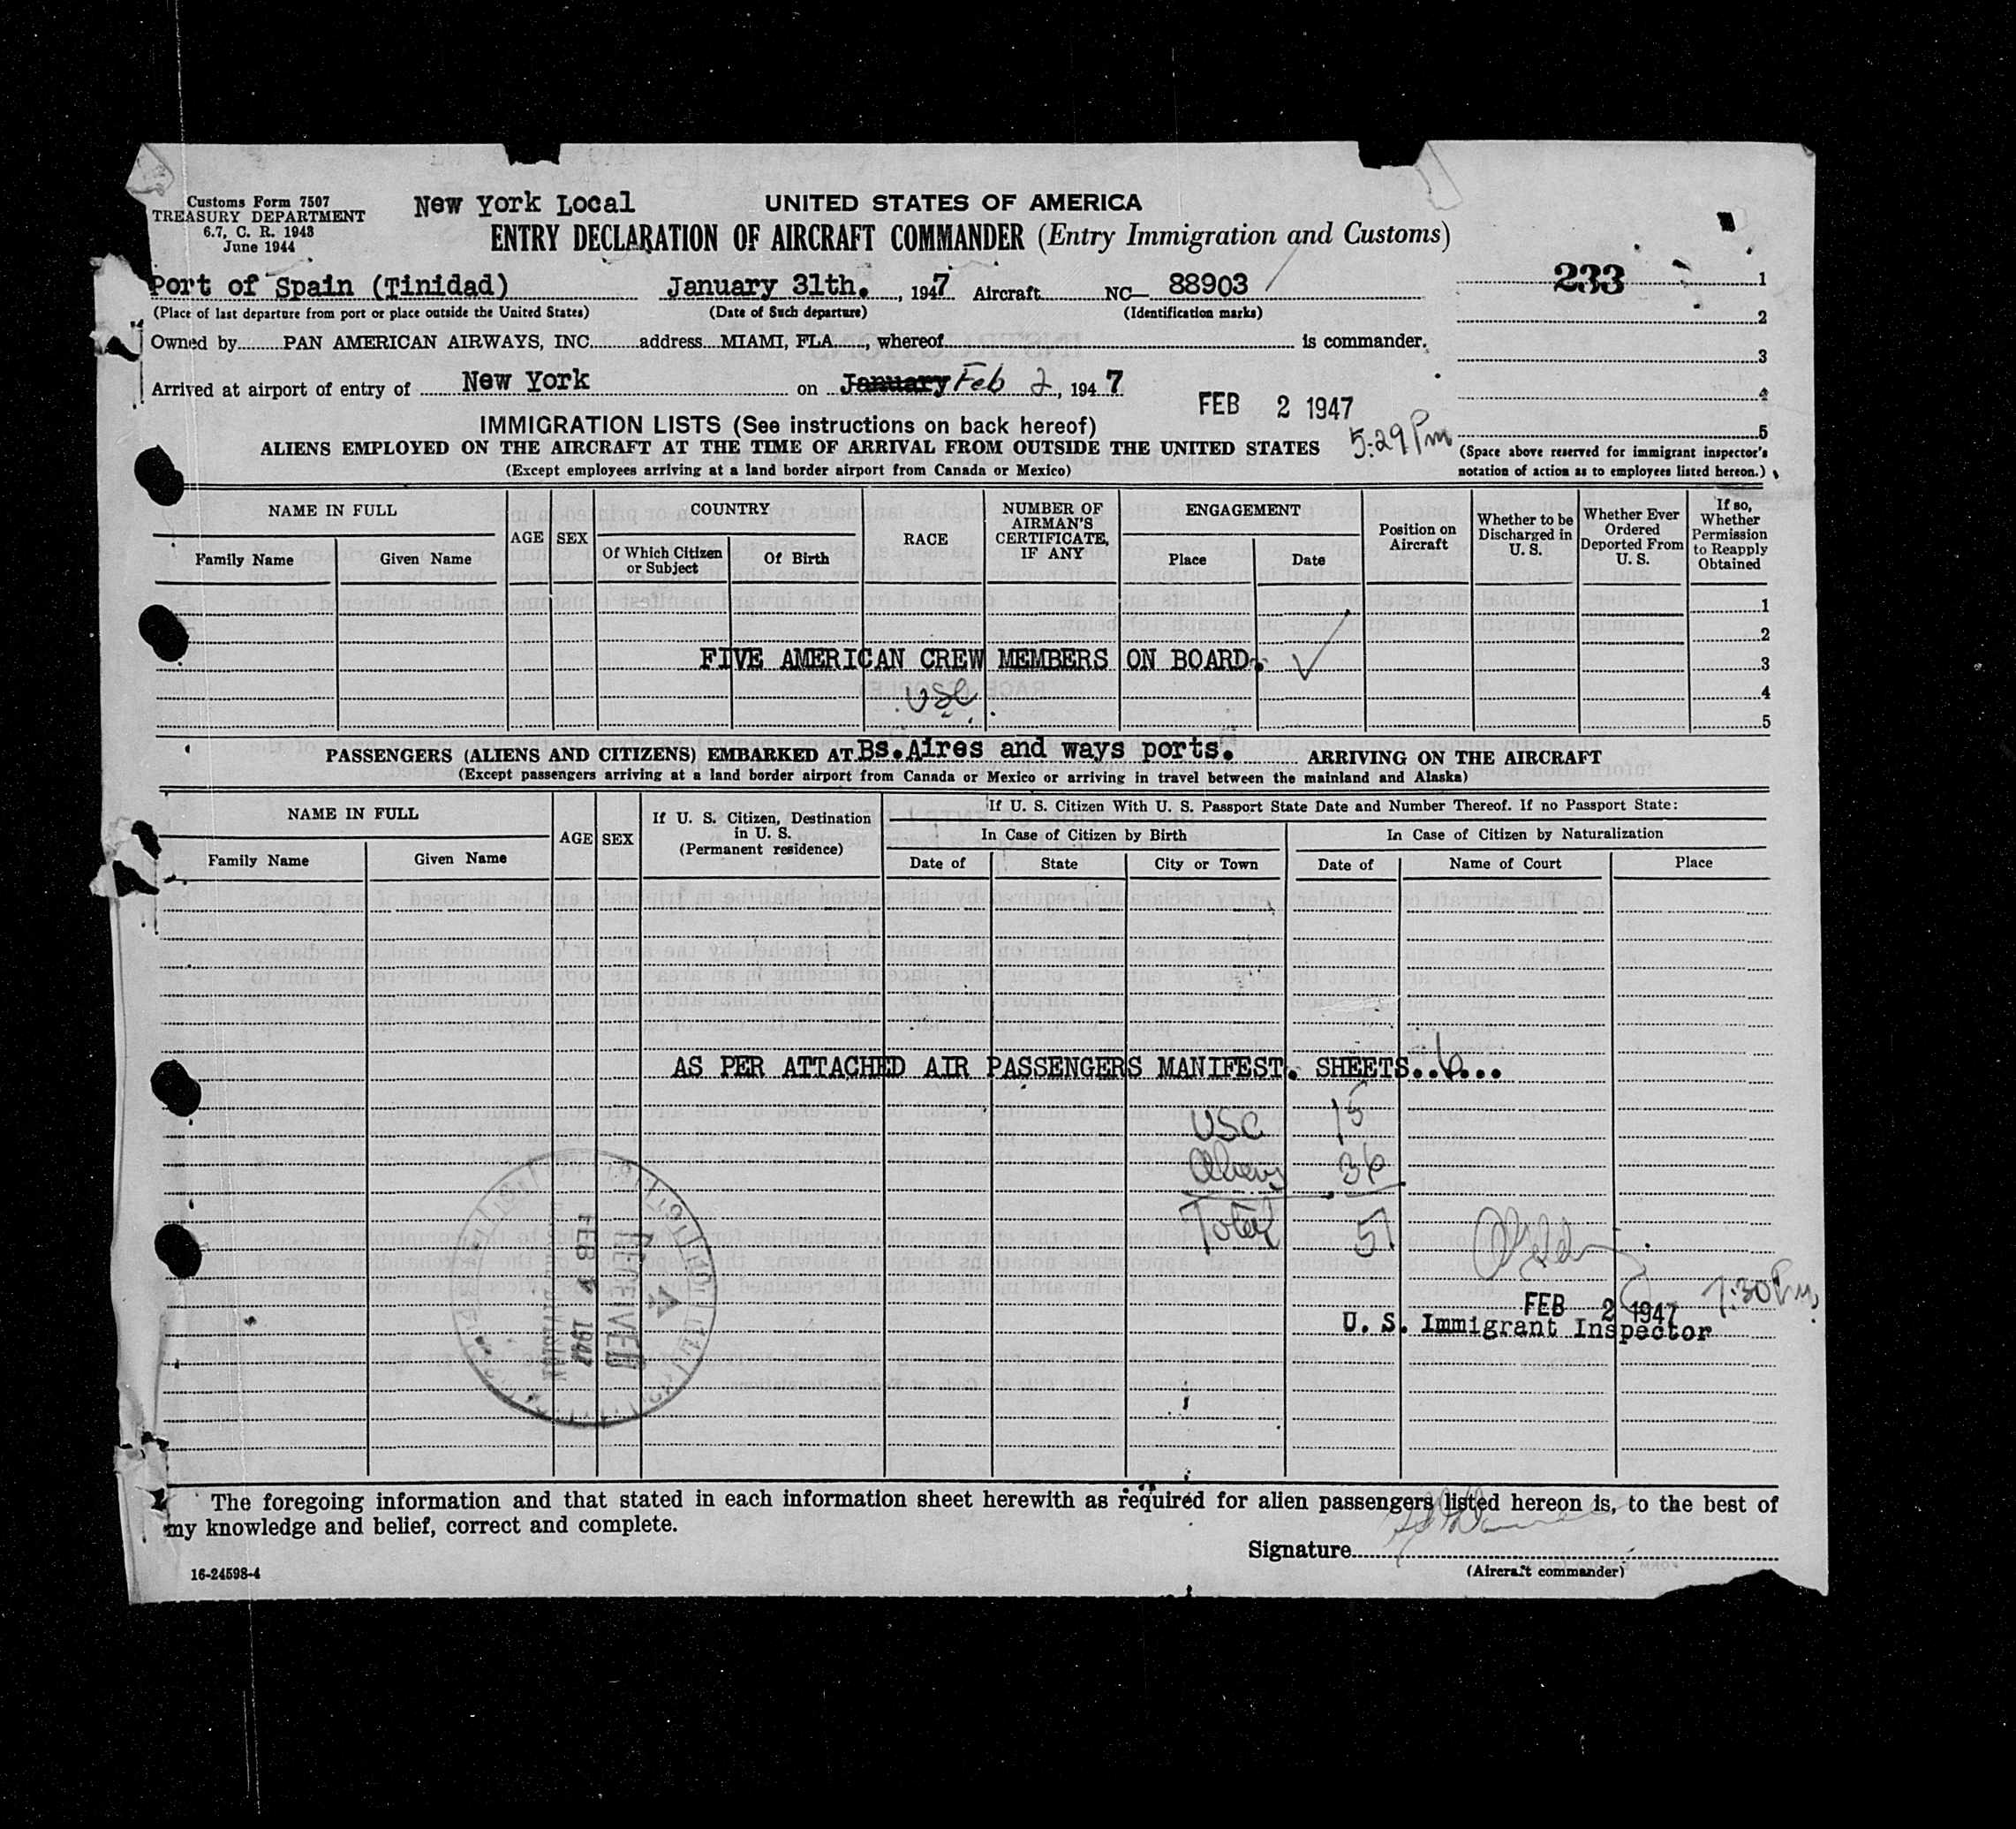 Customs Form 7507
TREASURY DEPARTMENT
6.7, C. R. 1943
June 1944
New York Local
UNITED STATES OF AMERICA
ENTRY DECLARATION OF AIRCRAFT COMMANDER (Entry Immigration and Customs)
233
Port of Spain (Tinidad) January 31th., 1947 Aircraft NC— 88903 1
(Place of last departure from port or place outside the United States) (Date of Such departure) (Identification marks)
2
Owned by PAN AMERICAN AIRWAYS, INC. address MIAMI, FLA., whereof is commander.
3
Arrived at airport of entry of New York on January Feb 2, 1947
4
FEB 2 1947
IMMIGRATION LISTS (See instructions on back hereof)
5
ALIENS EMPLOYED ON THE AIRCRAFT AT THE TIME OF ARRIVAL FROM OUTSIDE THE UNITED STATES 5:29 Pm
(Except employees arriving at a land border airport from Canada or Mexico)
(Space above reserved for immigrant inspector's
notation of action as to employees listed hereon.)
NAME IN FULL
Family Name Given Name
AGE SEX
COUNTRY
Of Which Citizen
or Subject
Of Birth
RACE
NUMBER OF
AIRMAN'S
CERTIFICATE,
IF ANY
ENGAGEMENT
Place Date
Position on
Aircraft
Whether to be
Discharged in
U. S.
Whether Ever
Ordered
Deported From
U. S.
If so,
Whether
Permission
to Reapply
Obtained
1
2
FIVE AMERICAN CREW MEMBERS ON BOARD. 3
USC 4
5
PASSENGERS (ALIENS AND CITIZENS) EMBARKED AT Bs.Aires and ways ports. ARRIVING ON THE AIRCRAFT
(Except passengers arriving at a land border airport from Canada or Mexico or arriving in travel between the mainland and Alaska)
NAME IN FULL
Family Name Given Name
AGE SEX
If U. S. Citizen, Destination
in U. S.
(Permanent residence)
If U. S. Citizen With U. S. Passport State Date and Number Thereof. If no Passport State:
In Case of Citizen by Birth In Case of Citizen by Naturalization
Date of State City or Town Date of Name of Court Place
AS PER ATTACHED AIR PASSENGERS MANIFEST. SHEETS..6...
USC 15
Aliens 36
Total 51
RECEIVED
FEB 1947
DIVISION
FEB 2 1947 7:30 Pm
U. S. Immigrant Inspector
The foregoing information and that stated in each information sheet herewith as required for alien passengers listed hereon is, to the best of
my knowledge and belief, correct and complete.
Signature
(Aircraft commander)
16-24598-4